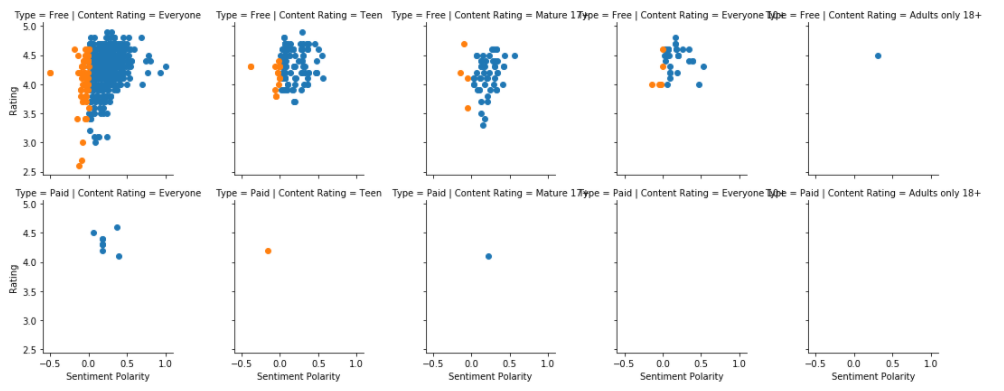 Type = Free | Content Rating = Everyone
Type = Free | Content Rating = Teen
Type = Free | Content Rating = Mature 17+
Type = Free | Content Rating = Everyone 10+
Type = Free | Content Rating = Adults only 18+
5.0
4.5
4.0
3.5
3.0
2.5
Rating
Type = Paid | Content Rating = Everyone
Type = Paid | Content Rating = Teen
Type = Paid | Content Rating = Mature 17+
Type = Paid | Content Rating = Everyone 10+
Type = Paid | Content Rating = Adults only 18+
5.0
4.5
4.0
3.5
3.0
2.5
Rating
−0.5 0.0 0.5 1.0
−0.5 0.0 0.5 1.0
−0.5 0.0 0.5 1.0
−0.5 0.0 0.5 1.0
−0.5 0.0 0.5 1.0
Sentiment Polarity
Sentiment Polarity
Sentiment Polarity
Sentiment Polarity
Sentiment Polarity